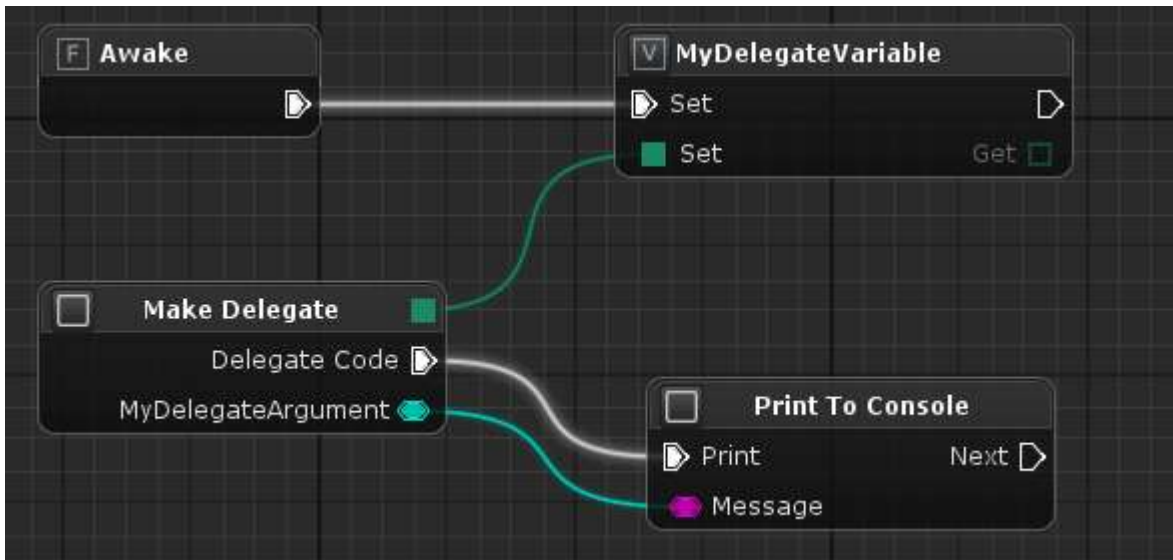 F Awake
V MyDelegateVariable
Set
Set Get
Make Delegate
Delegate Code
MyDelegateArgument
Print To Console
Print Next
Message